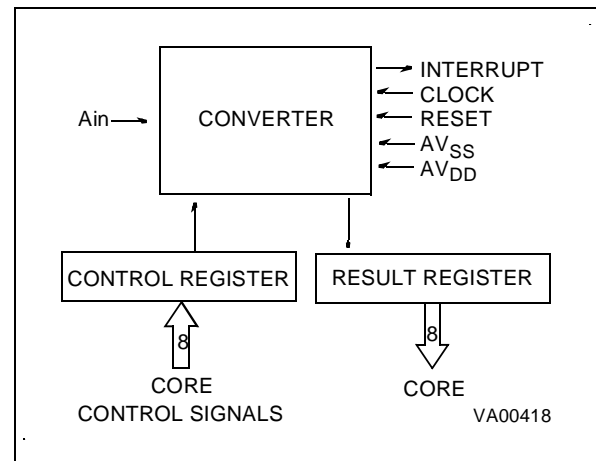 INTERRUPT
CLOCK
Ain
CONVERTER
RESET
AVSS
AVDD
CONTROL REGISTER
RESULT REGISTER
8
8
CORE
CONTROL SIGNALS
CORE
VA00418